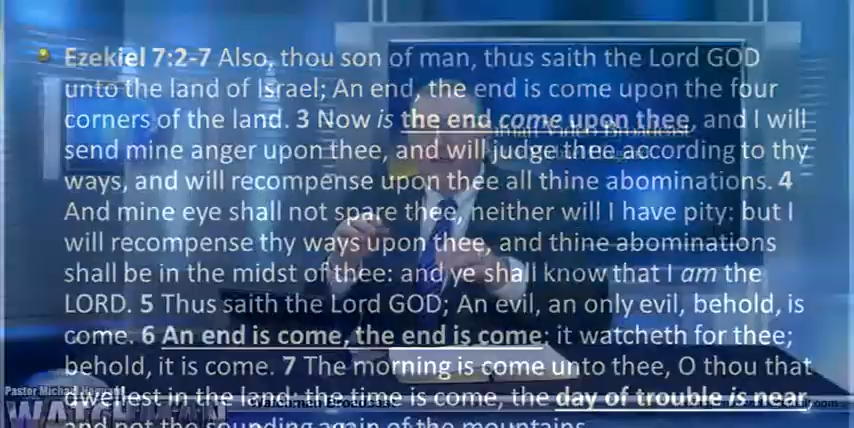 Ezekiel 7:2-7 Also, thou son of man, thus saith the Lord GOD
unto the land of Israel; An end, the end is come upon the four
corners of the land. 3 Now is the end come upon thee, and I will
send mine anger upon thee, and will judge thee according to thy
ways, and will recompense upon thee all thine abominations. 4
And mine eye shall not spare thee, neither will I have pity: but I
will recompense thy ways upon thee, and thine abominations
shall be in the midst of thee: and ye shall know that I am the
LORD. 5 Thus saith the Lord GOD; An evil, an only evil, behold, is
come. 6 An end is come, the end is come: it watcheth for thee;
behold, it is come. 7 The morning is come unto thee, O thou that
Pastor Michael
dwellest in the land: the time is come, the day of trouble is near,
WATCHMAN
and not the sounding again of the mountains.